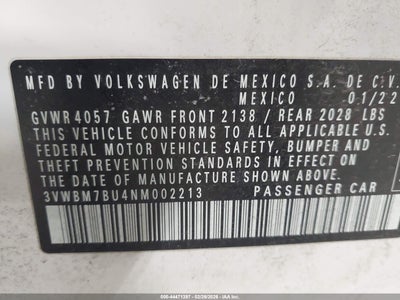 MFD BY VOLKSWAGEN DE MEXICO S.A. DE C.V.
MEXICO 01/22
GVWR 4057 GAWR FRONT 2138 / REAR 2028 LBS
THIS VEHICLE CONFORMS TO ALL APPLICABLE U.S.
FEDERAL MOTOR VEHICLE SAFETY, BUMPER AND
THEFT PREVENTION STANDARDS IN EFFECT ON
THE DATE OF MANUFACTURE SHOWN ABOVE.
3VWBM7BU4NM002213 PASSENGER CAR